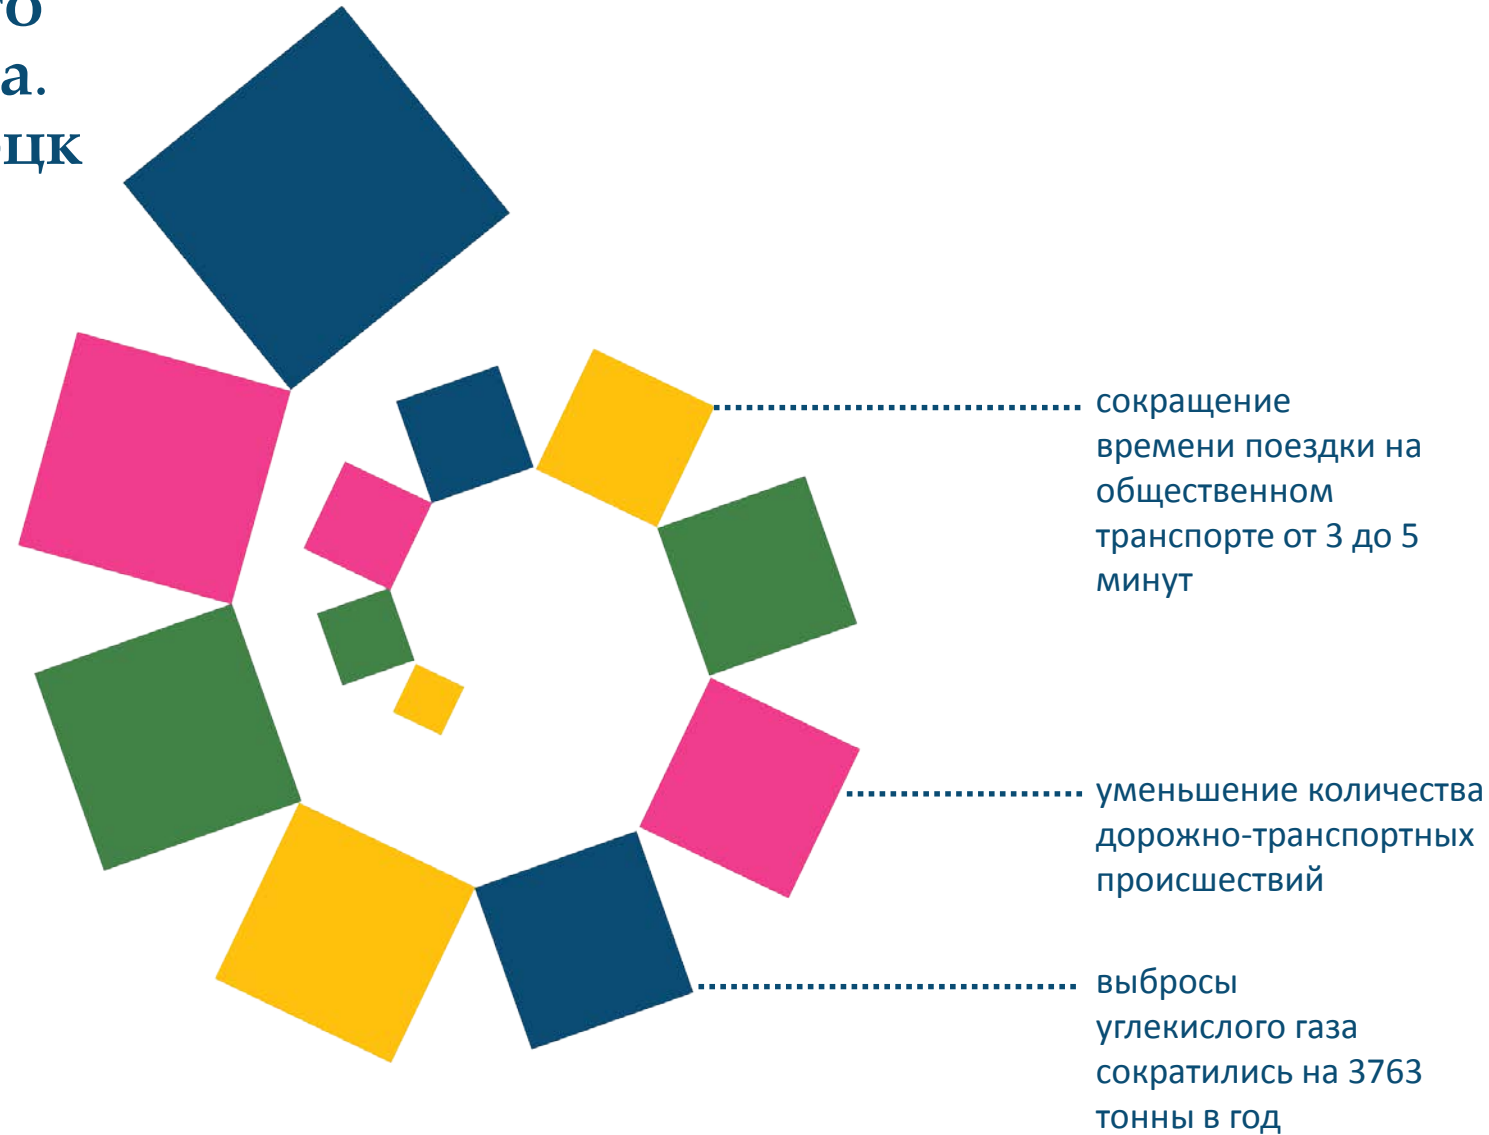 а.
сокращение
времени поездки на
общественном
транспорте от 3 до 5
минут
уменьшение количества
дорожно-транспортных
происшествий
выбросы
углекислого газа
сократились на 3763
тонны в год